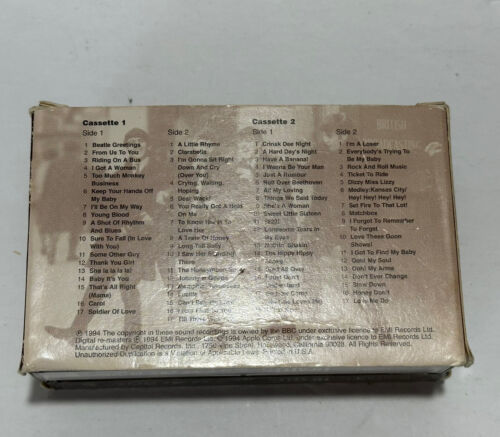 Cassette 1
Side 1
1 Beatle Greetings
2 From Us To You
3 Riding On A Bus
4 I Got A Woman
5 Too Much Monkey
Business
6 Keep Your Hands Off
My Baby
7 I'll Be On My Way
8 Young Blood
9 A Shot Of Rhythm
And Blues
10 Sure To Fall (In Love
With You)
11 Some Other Guy
12 Thank You Girl
13 Sha la la la la!
14 Baby It's You
15 That's All Right
(Mama)
16 Carol
17 Soldier Of Love
Side 2
1 A Little Rhyme
2 Clarabella
3 I'm Gonna Sit Right
Down And Cry
(Over You)
4 Crying, Waiting,
Hoping
5 Dear Wack!
6 You Really Got A Hold
On Me
7 To Know Her Is To
Love Her
8 A Taste Of Honey
9 Long Tall Sally
10 I Saw Her Standing
There
Cassette 2
Side 1
1 Crinsk Dee Night
2 A Hard Day's Night
3 Have A Banana!
4 I Wanna Be Your Man
5 Just A Rumour
6 Roll Over Beethoven
7 All My Loving
8 Things We Said Today
9 She's A Woman
10 Sweet Little Sixteen
11 1822!
12 Lonesome Tears In
My Eyes
13 Nothin' Shakin'
14 The Hippy Hippy
Shake
Side 2
1 I'm A Loser
2 Everybody's Trying To
Be My Baby
3 Rock And Roll Music
4 Ticket To Ride
5 Dizzy Miss Lizzy
6 Medley: Kansas City/
Hey! Hey! Hey! Hey!
7 Set Fire To That Lot!
8 Matchbox
9 I Forgot To Remember
To Forget
10 Love These Goon
Shows!
11 I Got To Find My Baby
12 Ooh! My Soul
13 Ooh! My Arms
14 Don't Ever Change
15 Slow Down
16 Honey Don't
17 Love Me Do
℗ 1994 The copyright in these sound recordings is owned by the BBC under exclusive licence to EMI Records Ltd.
Digital re-masters ℗ 1994 EMI Records Ltd. © 1994 Apple Corps Ltd. under exclusive licence to EMI Records Ltd.
Manufactured by Capitol Records, Inc., 1750 Vine Street, Hollywood, California 90028. All Rights Reserved.
Unauthorized Duplication is a Violation of Applicable Laws. Printed in U.S.A.